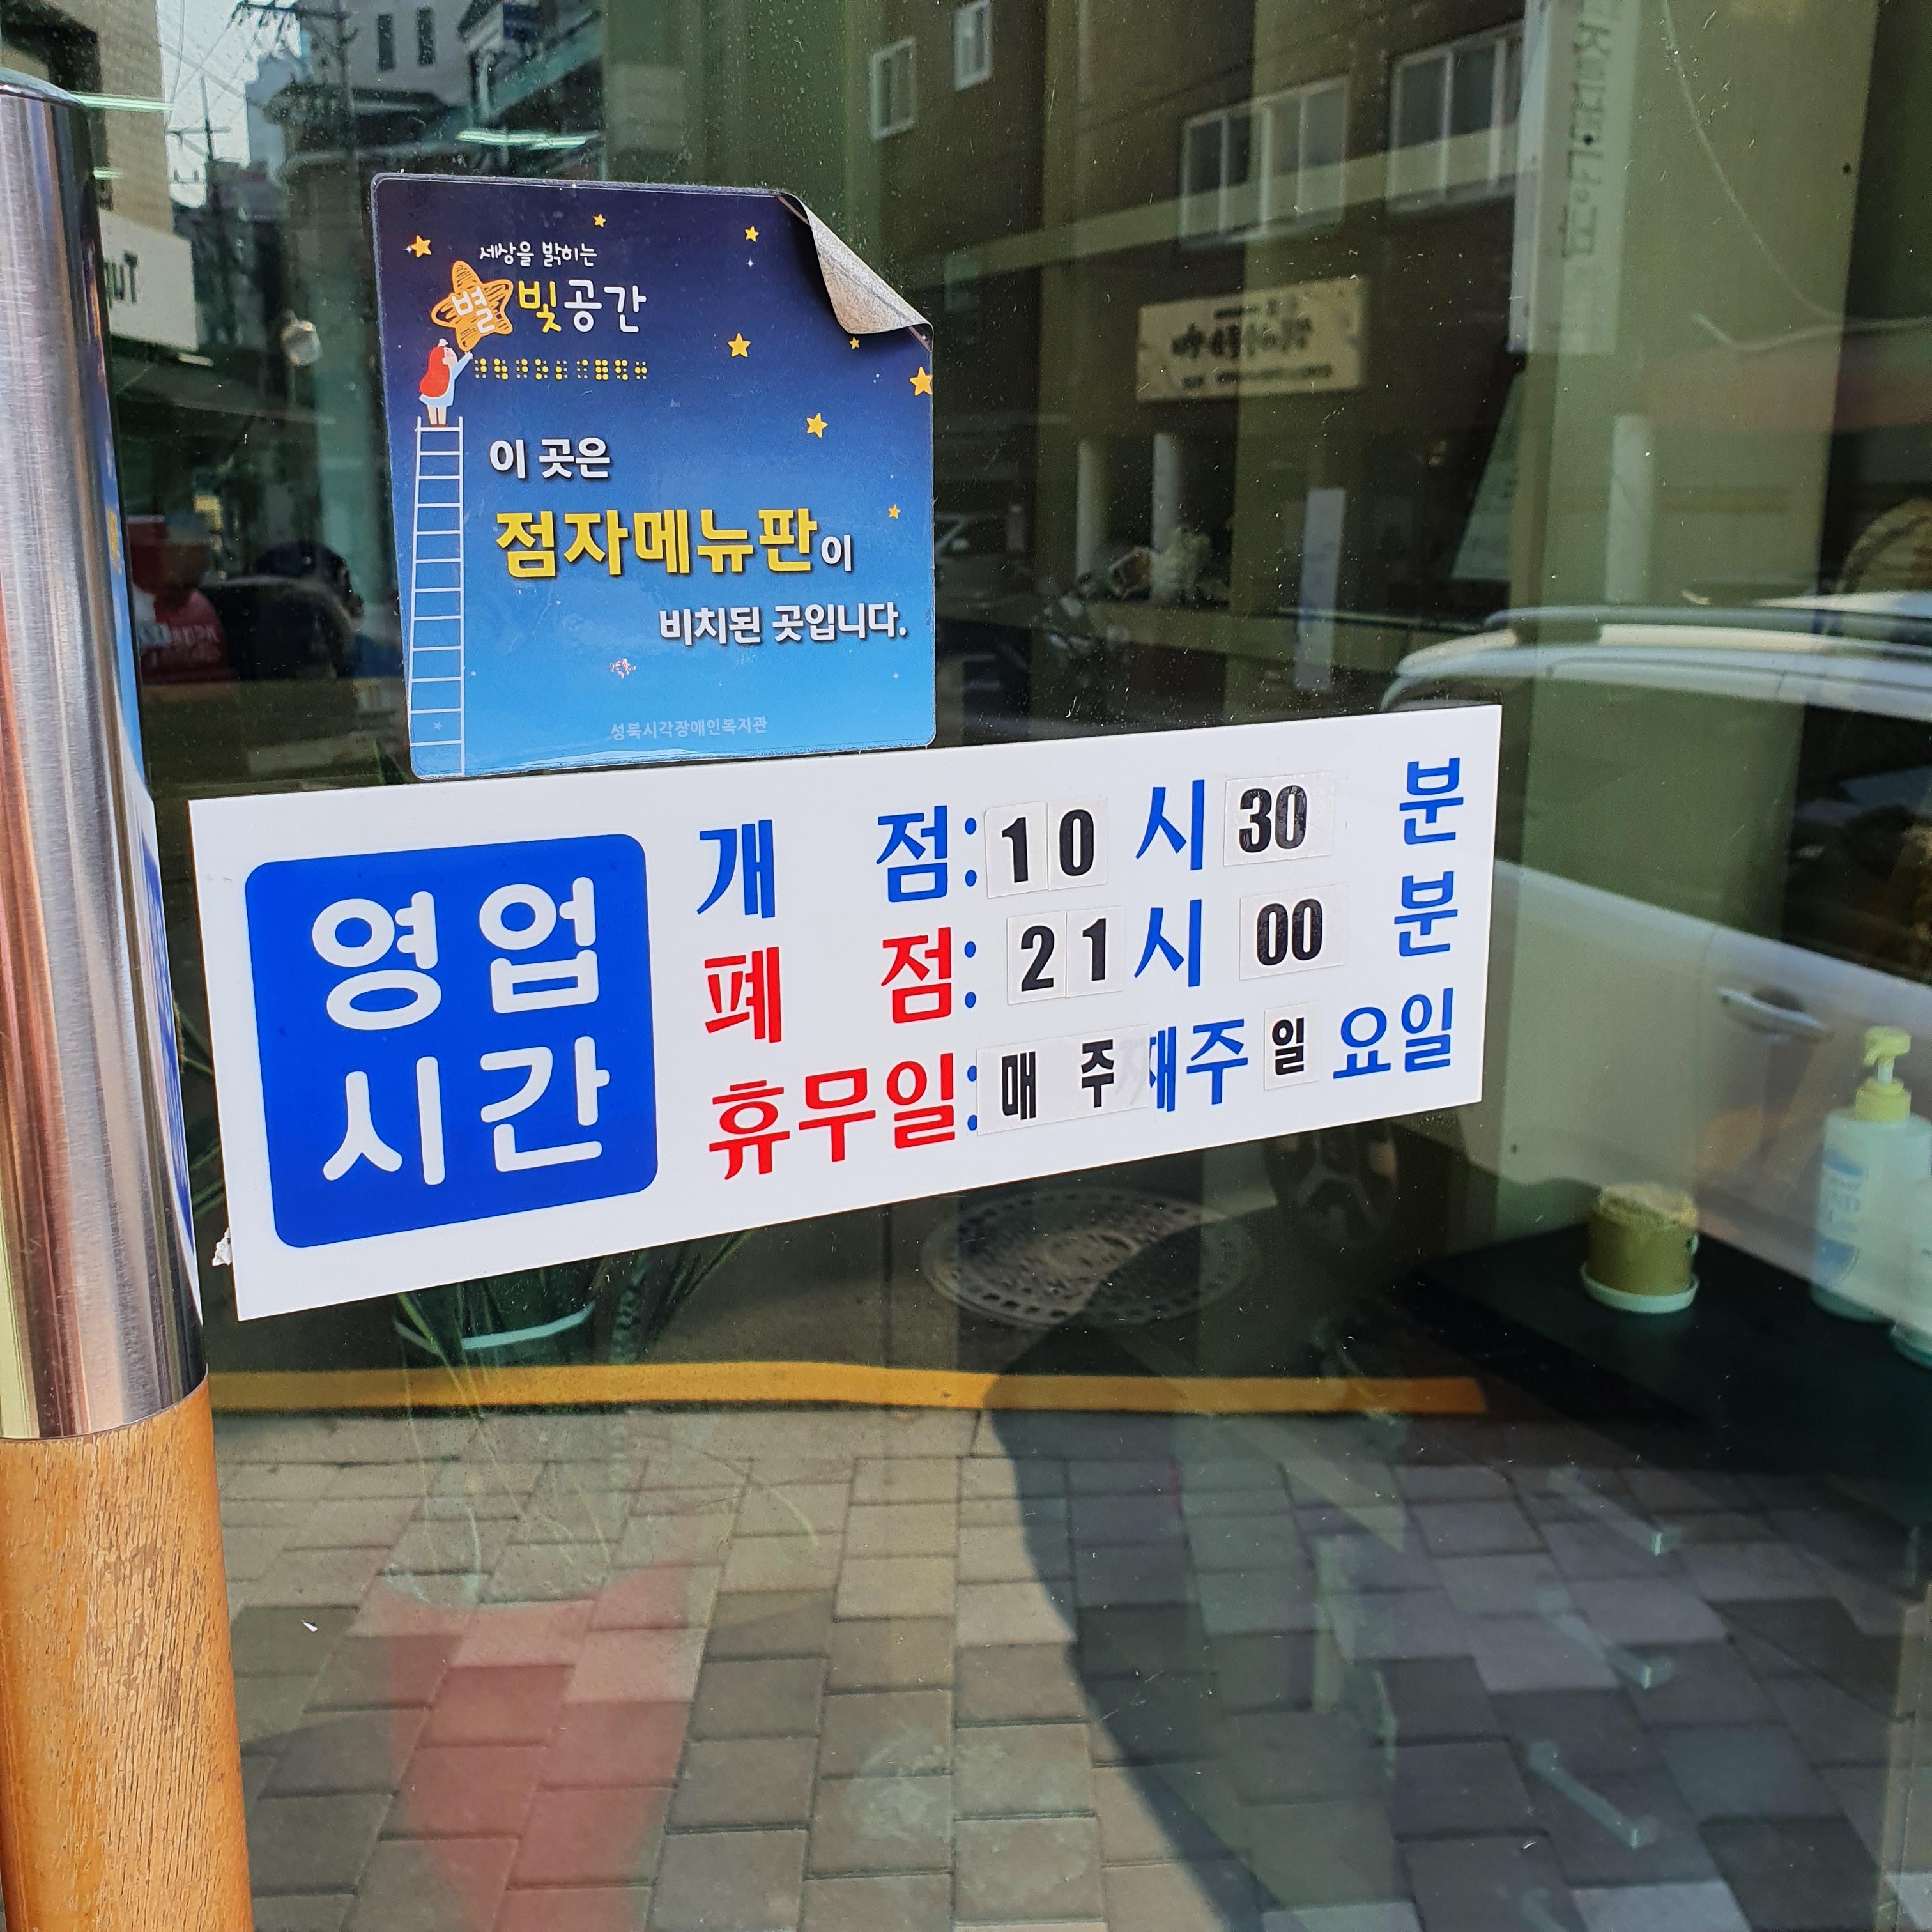 세상을 밝히는
별빛공간
이 곳은
점자메뉴판이
비치된 곳입니다.
성북시각장애인복지관
영업
시간
개 점: 10 시 30 분
폐 점: 21 시 00 분
휴무일: 매 주 째주 일 요일